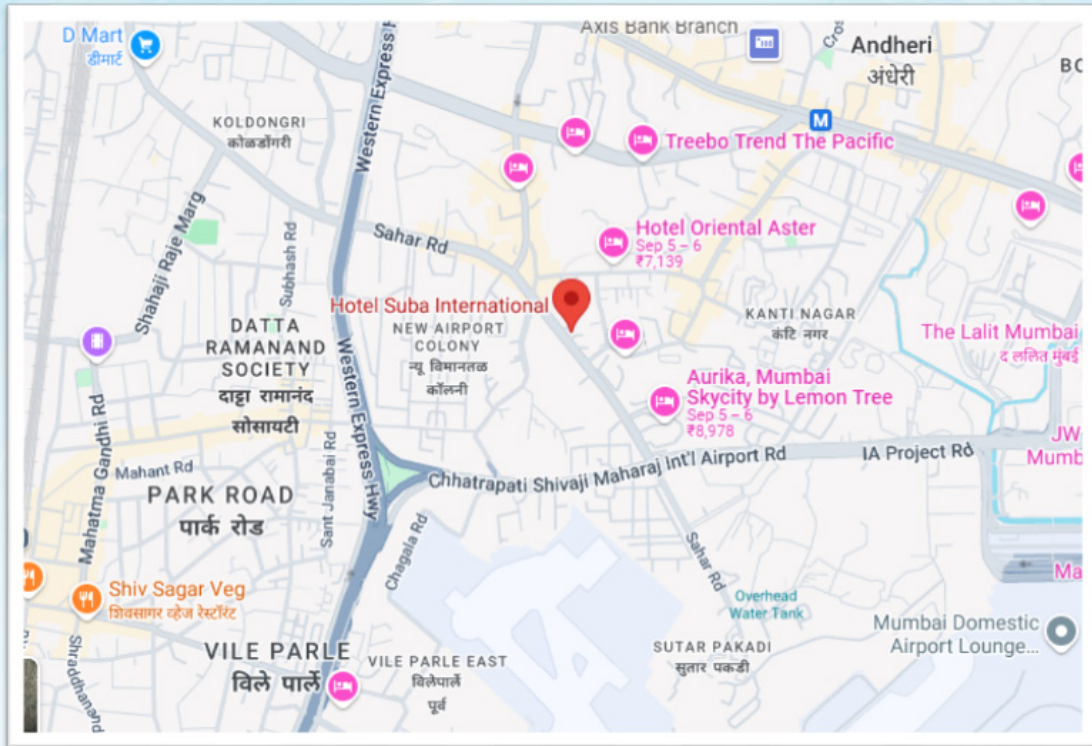 D Mart
डीमार्ट
Axis Bank Branch
Andheri
अंधेरी
Western Express H
KOLDONGRI
कोळडोंगरी
M
Treebo Trend The Pacific
Shahaji Raje Marg
Subhash Rd
Sahar Rd
Hotel Oriental Aster
Sep 5 – 6
₹7,139
Hotel Suba International
NEW AIRPORT
COLONY
न्यू विमानतळ
कॉलनी
KANTI NAGAR
कंटि नगर
The Lalit Mumbai
द ललित मुंबई
DATTA
RAMANAND
SOCIETY
दाट्टा रामानंद
सोसायटी
Western Express Hwy
Aurika, Mumbai
Skycity by Lemon Tree
Sep 5 – 6
₹8,978
JW
Mumb
Mahatma Gandhi Rd
Mahant Rd
Sant Janabai Rd
Chhatrapati Shivaji Maharaj Int'l Airport Rd
IA Project Rd
PARK ROAD
पार्क रोड
Chagala Rd
Sahar Rd
Ma
Shiv Sagar Veg
शिवसागर व्हेज रेस्टॉरंट
Overhead
Water Tank
Mumbai Domestic
Airport Lounge...
Shraddhanand
VILE PARLE
विले पार्ले
VILE PARLE EAST
विलेपार्ले
पूर्व
SUTAR PAKADI
सुतार पकडी